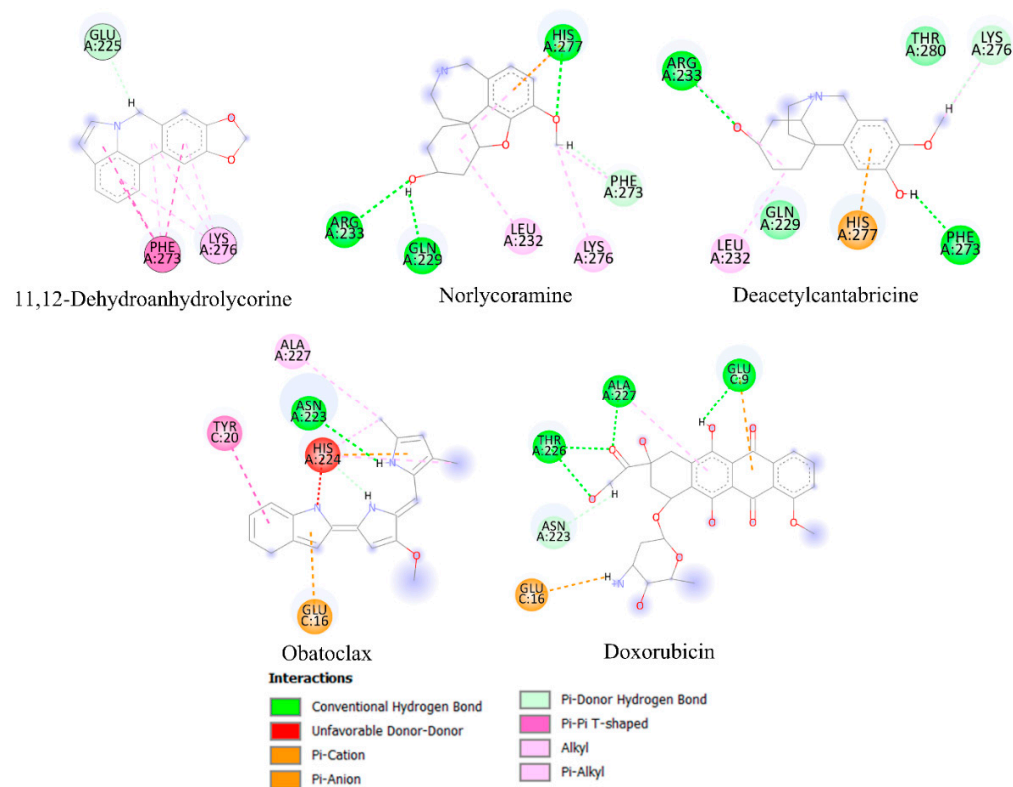 GLU
A:225
H
N
O
O
PHE
A:273
LYS
A:276
11,12-Dehydroanhydrolycorine
HIS
A:277
N
O
H
O
O
H
PHE
A:273
ARG
A:233
GLN
A:229
LEU
A:232
LYS
A:276
Norlycoramine
ARG
A:233
THR
A:280
LYS
A:276
+N
H
O
O
O
H
GLN
A:229
LEU
A:232
HIS
A:277
PHE
A:273
Deacetylcantabricine
ALA
A:227
ASN
A:223
TYR
C:20
HIS
A:224
H
N
H
N
N
O
GLU
C:16
Obatoclax
ALA
A:227
GLU
C:9
THR
A:226
H
O
O
O
O
O
H
ASN
A:223
O
O
O
O
O
GLU
C:16
H
+N
O
Doxorubicin
Interactions
Conventional Hydrogen Bond
Unfavorable Donor-Donor
Pi-Cation
Pi-Anion
Pi-Donor Hydrogen Bond
Pi-Pi T-shaped
Alkyl
Pi-Alkyl